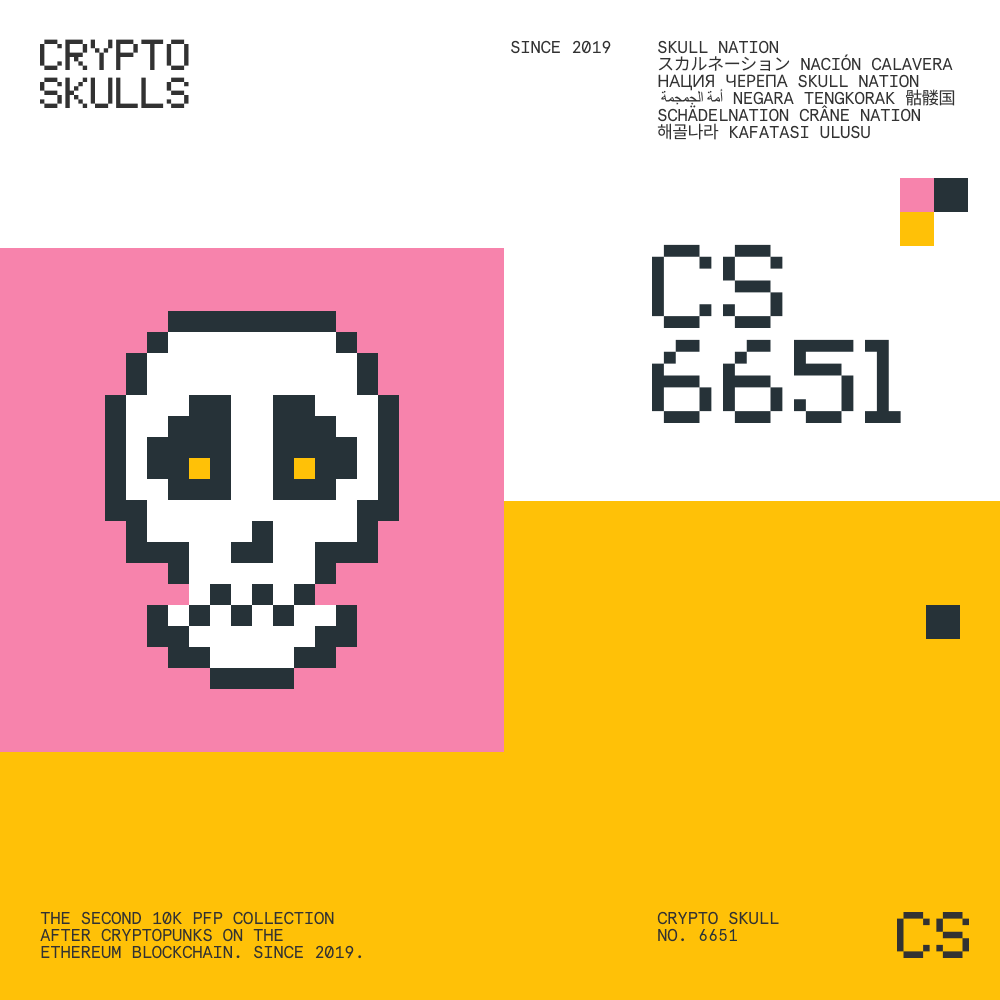 CRYPTO
SKULLS
SINCE 2019
SKULL NATION
スカルネーション NACIÓN CALAVERA
НАЦИЯ ЧЕРЕПА SKULL NATION
أمة الجمجمة NEGARA TENGKORAK 骷髅国
SCHÄDELNATION CRÂNE NATION
해골나라 KAFATASI ULUSU
CS
6651
THE SECOND 10K PFP COLLECTION
AFTER CRYPTOPUNKS ON THE
ETHEREUM BLOCKCHAIN. SINCE 2019.
CRYPTO SKULL
NO. 6651
CS